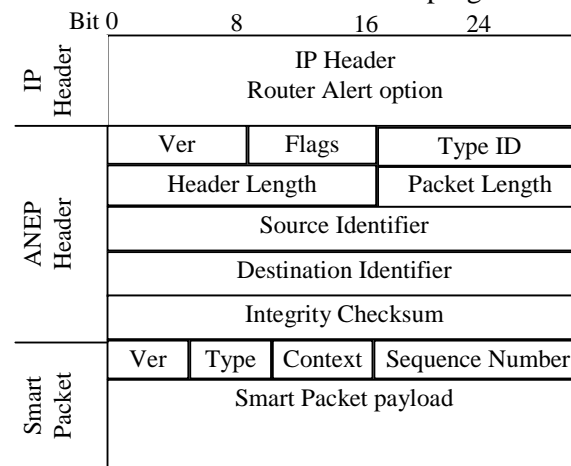 Bit 0 8 16 24
IP Header
IP Header
Router Alert option
ANEP Header
Ver Flags Type ID
Header Length Packet Length
Source Identifier
Destination Identifier
Integrity Checksum
Smart Packet
Ver Type Context Sequence Number
Smart Packet payload